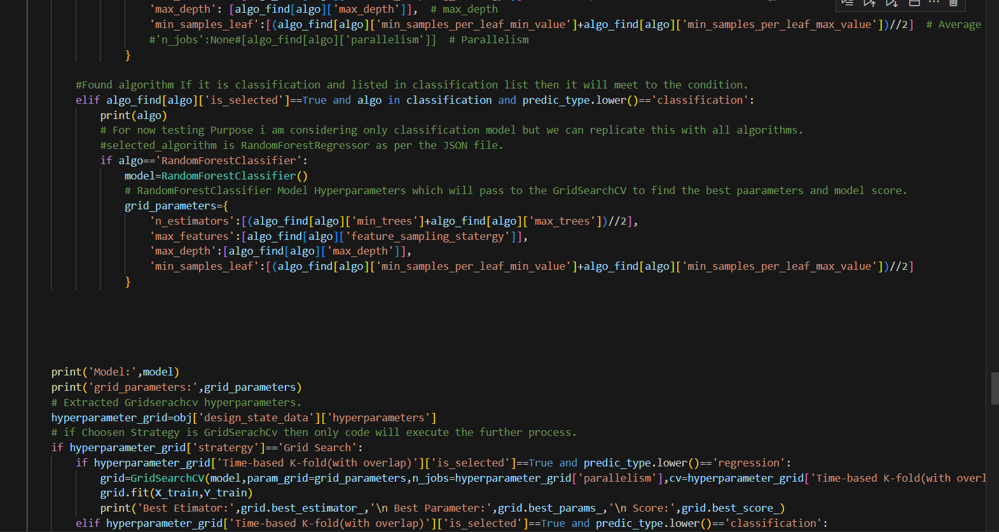 'max_depth': [algo_find[algo]['max_depth']],  # max_depth
'min_samples_leaf':[(algo_find[algo]['min_samples_per_leaf_min_value']+algo_find[algo]['min_samples_per_leaf_max_value'])//2]  # Average
#'n_jobs':None#[algo_find[algo]['parallelism']]  # Parallelism
}
#Found algorithm If it is classification and listed in classification list then it will meet to the condition.
elif algo_find[algo]['is_selected']==True and algo in classification and predic_type.lower()=='classification':
print(algo)
# For now testing Purpose i am considering only classification model but we can replicate this with all algorithms.
#selected_algorithm is RandomForestRegressor as per the JSON file.
if algo=='RandomForestClassifier':
model=RandomForestClassifier()
# RandomForestClassifier Model Hyperparameters which will pass to the GridSearchCV to find the best paarameters and model score.
grid_parameters={
'n_estimators':[(algo_find[algo]['min_trees']+algo_find[algo]['max_trees'])//2],
'max_features':[algo_find[algo]['feature_sampling_statergy']],
'max_depth':[algo_find[algo]['max_depth']],
'min_samples_leaf':[(algo_find[algo]['min_samples_per_leaf_min_value']+algo_find[algo]['min_samples_per_leaf_max_value'])//2]
}
print('Model:',model)
print('grid_parameters:',grid_parameters)
# Extracted Gridserachcv hyperparameters.
hyperparameter_grid=obj['design_state_data']['hyperparameters']
# if Choosen Strategy is GridSerachCv then only code will execute the further process.
if hyperparameter_grid['stratergy']=='Grid Search':
if hyperparameter_grid['Time-based K-fold(with overlap)']['is_selected']==True and predic_type.lower()=='regression':
grid=GridSearchCV(model,param_grid=grid_parameters,n_jobs=hyperparameter_grid['parallelism'],cv=hyperparameter_grid['Time-based K-fold(with overl
grid.fit(X_train,Y_train)
print('Best Etimator:',grid.best_estimator_,'\n Best Parameter:',grid.best_params_,'\n Score:',grid.best_score_)
elif hyperparameter_grid['Time-based K-fold(with overlap)']['is_selected']==True and predic_type.lower()=='classification':